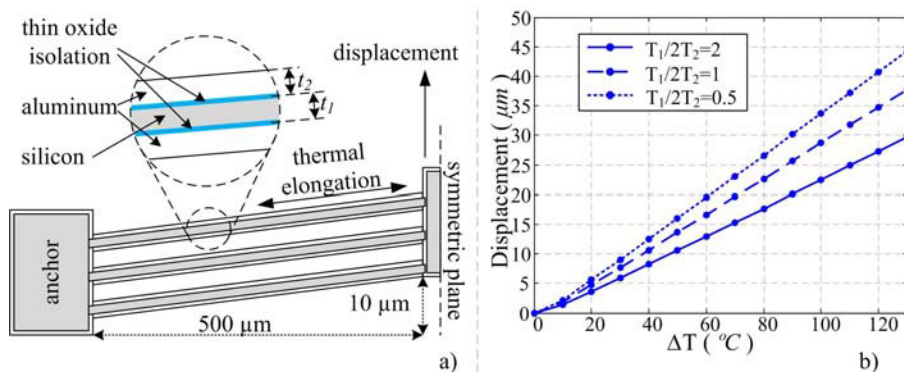 thin oxide
isolation
aluminum
silicon
t2
t1
displacement
thermal
elongation
symmetric plane
anchor
10 µm
500 µm
a)
Displacement ( µm)
50
45
40
35
30
25
20
15
10
5
0
0 20 40 60 80 100 120
ΔT ( °C)
T1/2T2=2
T1/2T2=1
T1/2T2=0.5
b)